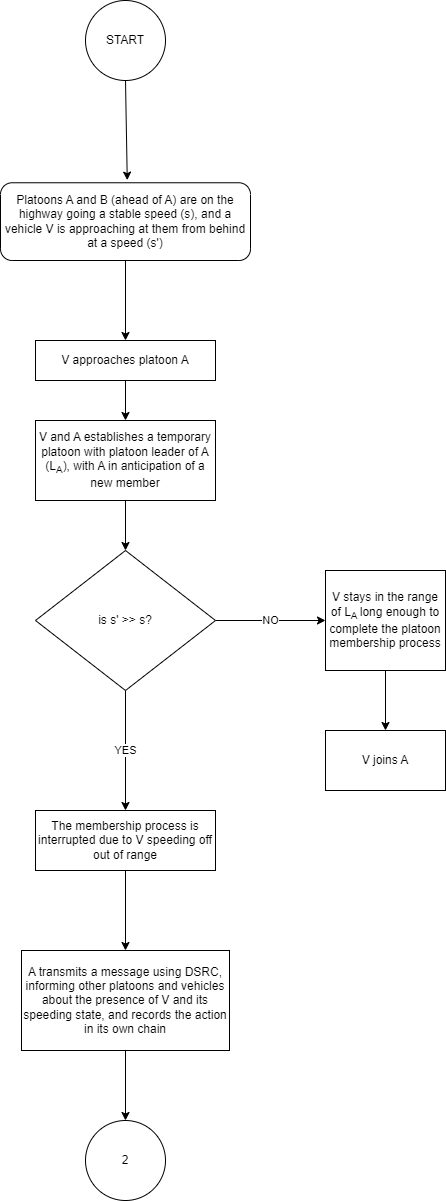 START
Platoons A and B (ahead of A) are on the
highway going a stable speed (s), and a
vehicle V is approaching at them from behind
at a speed (s')
V approaches platoon A
V and A establishes a temporary
platoon with platoon leader of A
(LA), with A in anticipation of a
new member
is s' >> s?
NO
V stays in the range
of LA long enough to
complete the platoon
membership process
V joins A
YES
The membership process is
interrupted due to V speeding off
out of range
A transmits a message using DSRC,
informing other platoons and vehicles
about the presence of V and its
speeding state, and records the action
in its own chain
2